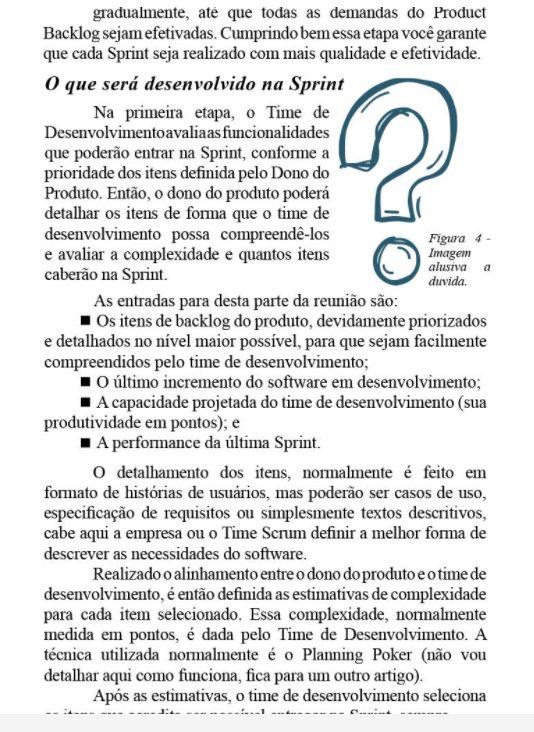 gradualmente, até que todas as demandas do Product
Backlog sejam efetivadas. Cumprindo bem essa etapa você garante
que cada Sprint seja realizado com mais qualidade e efetividade.
O que será desenvolvido na Sprint
Na primeira etapa, o Time de
Desenvolvimento avalia as funcionalidades
que poderão entrar na Sprint, conforme a
prioridade dos itens definida pelo Dono do
Produto. Então, o dono do produto poderá
detalhar os itens de forma que o time de
desenvolvimento possa compreendê-los
e avaliar a complexidade e quantos itens
caberão na Sprint.
Figura 4 -
Imagem
alusiva a
duvida.
As entradas para desta parte da reunião são:
■ Os itens de backlog do produto, devidamente priorizados
e detalhados no nível maior possível, para que sejam facilmente
compreendidos pelo time de desenvolvimento;
■ O último incremento do software em desenvolvimento;
■ A capacidade projetada do time de desenvolvimento (sua
produtividade em pontos); e
■ A performance da última Sprint.
O detalhamento dos itens, normalmente é feito em
formato de histórias de usuários, mas poderão ser casos de uso,
especificação de requisitos ou simplesmente textos descritivos,
cabe aqui a empresa ou o Time Scrum definir a melhor forma de
descrever as necessidades do software.
Realizado o alinhamento entre o dono do produto e o time de
desenvolvimento, é então definida as estimativas de complexidade
para cada item selecionado. Essa complexidade, normalmente
medida em pontos, é dada pelo Time de Desenvolvimento. A
técnica utilizada normalmente é o Planning Poker (não vou
detalhar aqui como funciona, fica para um outro artigo).
Após as estimativas, o time de desenvolvimento seleciona